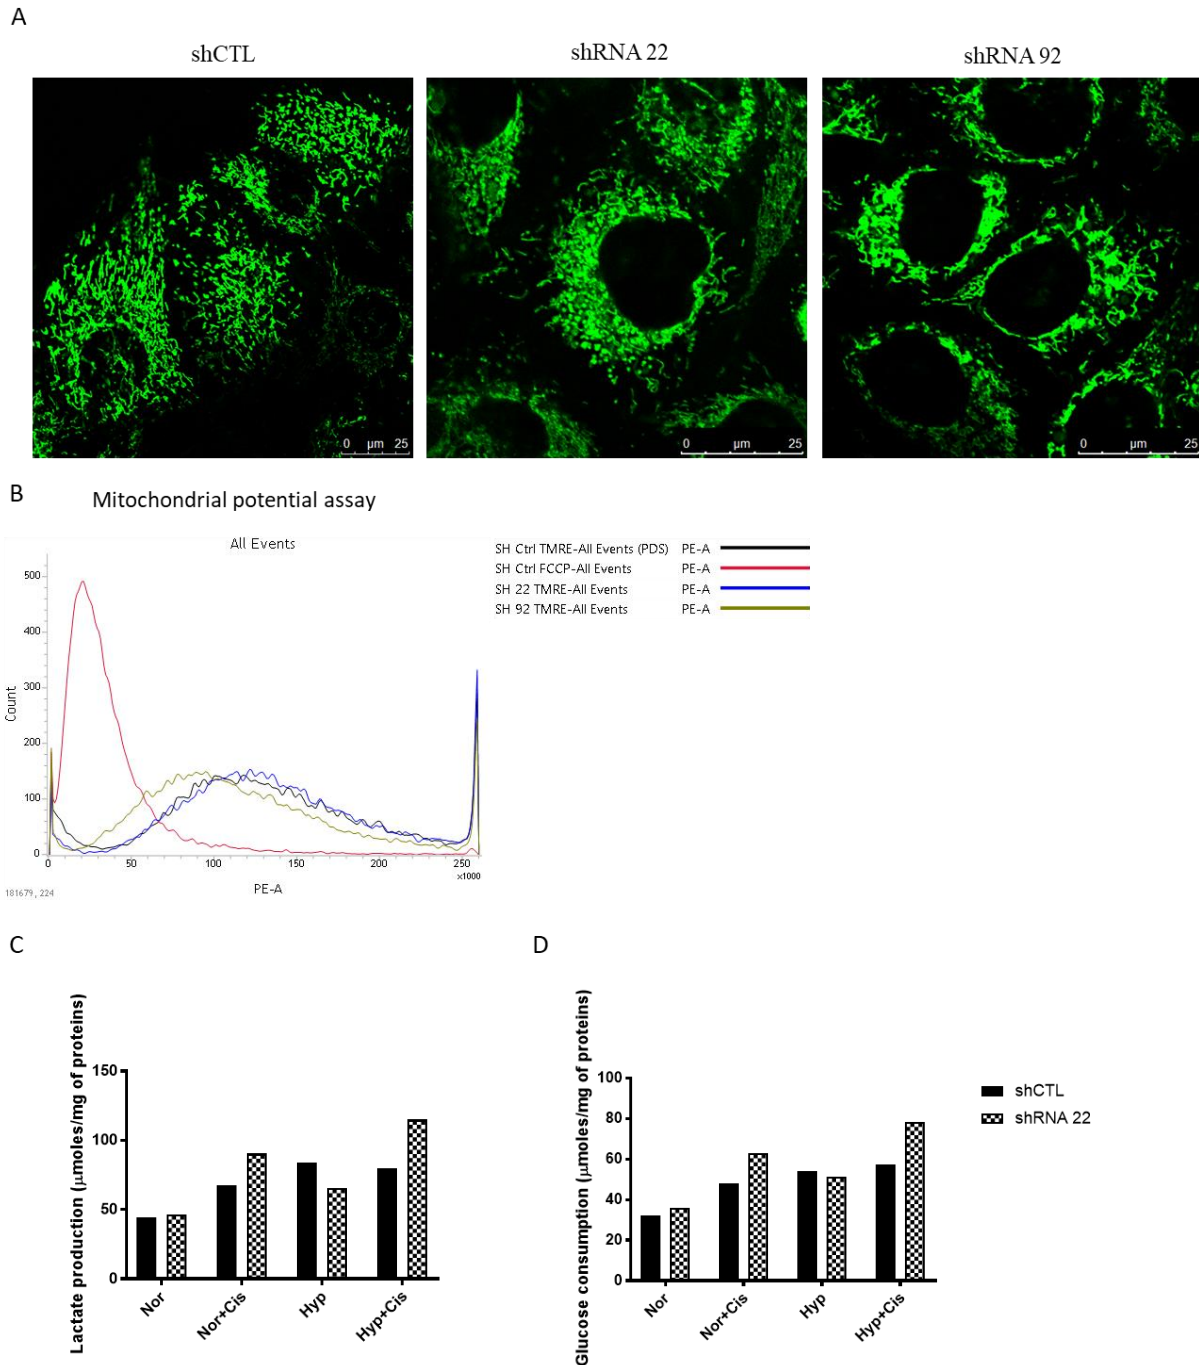 A
shCTL
shRNA 22
shRNA 92
0 µm 25
0 µm 25
0 µm 25
B
Mitochondrial potential assay
All Events
SH Ctrl TMRE-All Events (PDS) PE-A
SH Ctrl FCCP-All Events PE-A
SH 22 TMRE-All Events PE-A
SH 92 TMRE-All Events PE-A
Count
500
400
300
200
100
0
0 50 100 150 200 250
x1000
PE-A
181679, 224
C
D
Lactate production (µmoles/mg of proteins)
150
100
50
0
Nor
Nor+Cis
Hyp
Hyp+Cis
Glucose consumption (µmoles/mg of proteins)
100
80
60
40
20
0
Nor
Nor+Cis
Hyp
Hyp+Cis
shCTL
shRNA 22